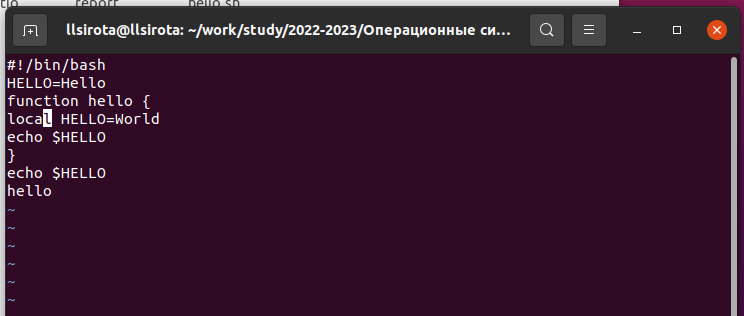 report hello.sh
llsirota@llsirota: ~/work/study/2022-2023/Операционные си...
#!/bin/bash
HELLO=Hello
function hello {
local HELLO=World
echo $HELLO
}
echo $HELLO
hello
~
~
~
~
~
~